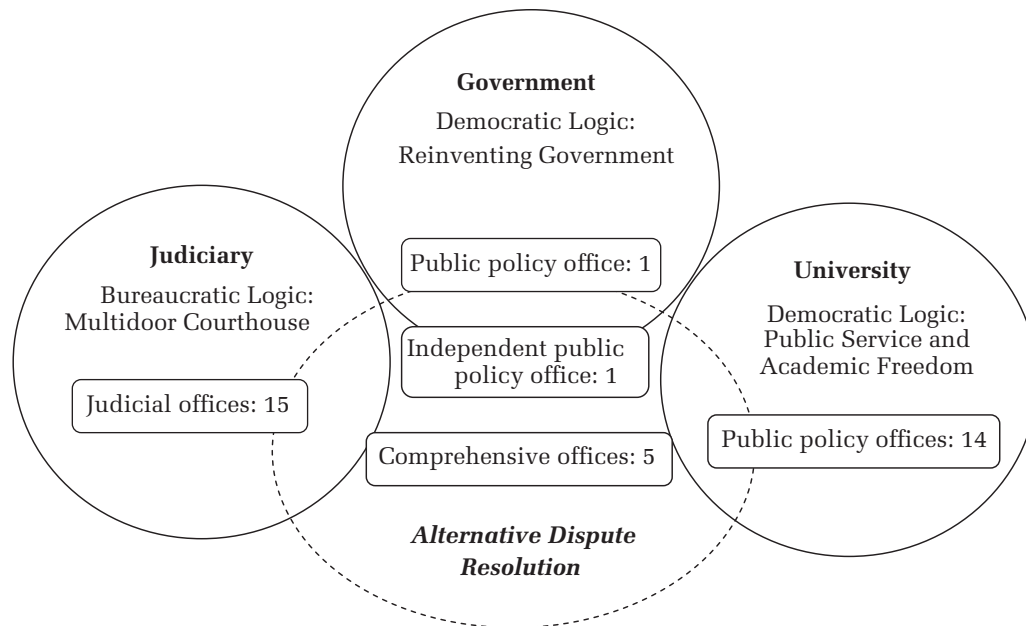 Government
Democratic Logic:
Reinventing Government
Public policy office: 1
Judiciary
Bureaucratic Logic:
Multidoor Courthouse
Judicial offices: 15
Independent public
policy office: 1
Comprehensive offices: 5
University
Democratic Logic:
Public Service and
Academic Freedom
Public policy offices: 14
Alternative Dispute
Resolution